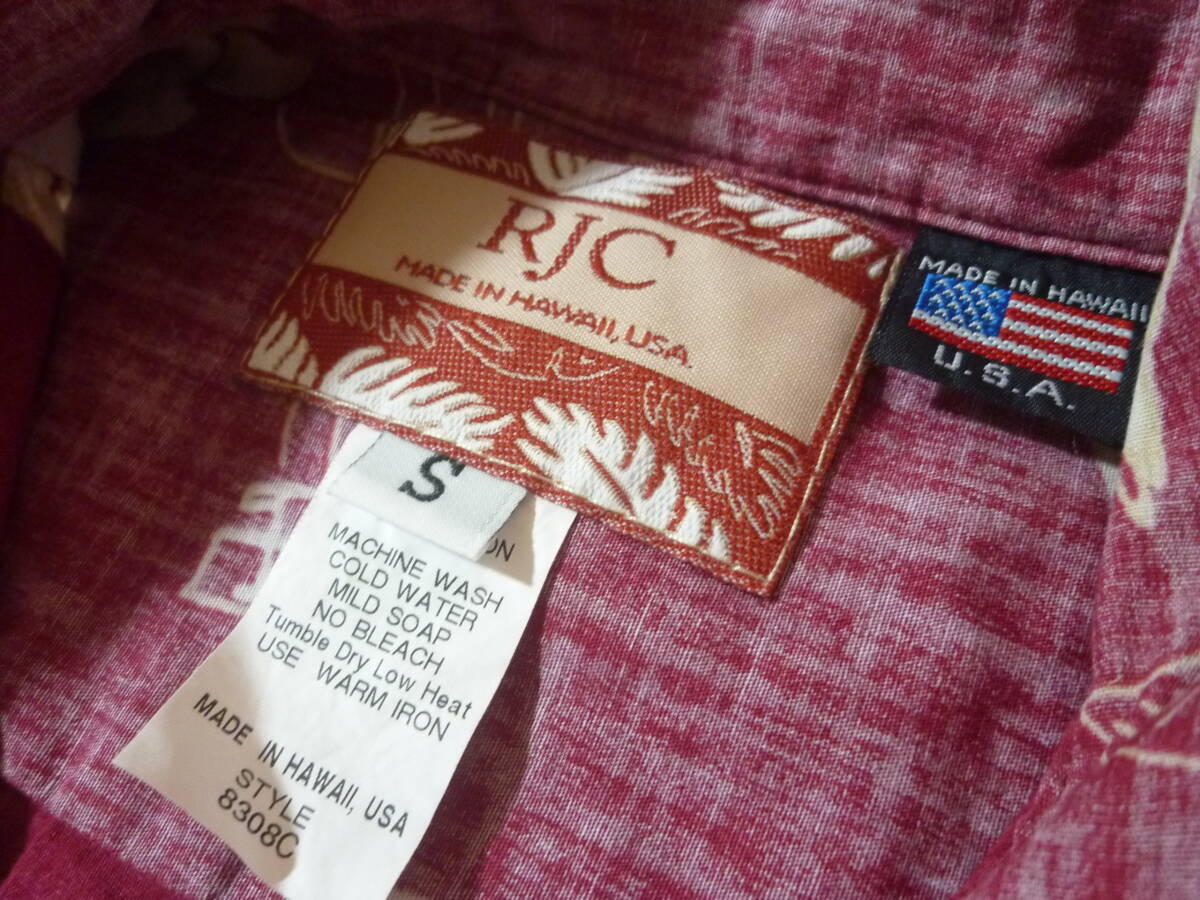 RJC
MADE IN HAWAII, USA.
MADE IN HAWAII
U.S.A.
S
MACHINE WASH
COLD WATER
MILD SOAP
NO BLEACH
Tumble Dry Low Heat
USE WARM IRON
MADE IN HAWAII, USA
STYLE
8308C